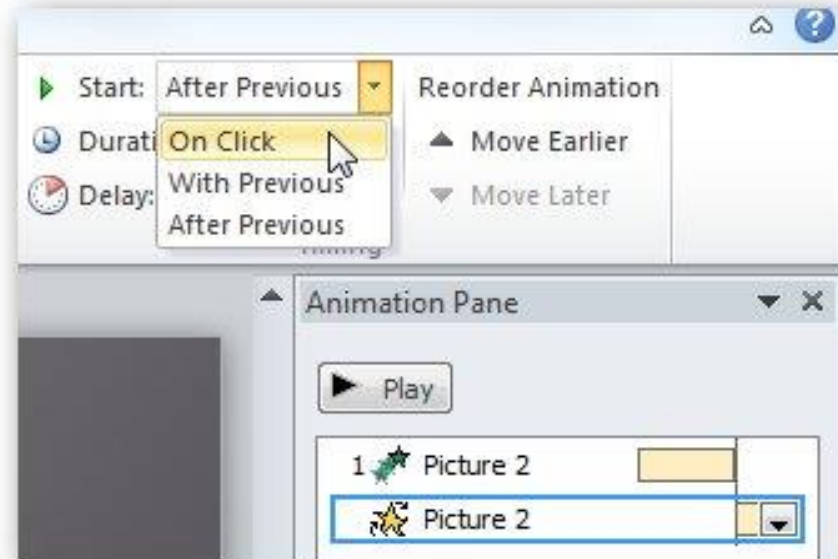 Start: After Previous
Reorder Animation
Durati
On Click
Move Earlier
Delay:
With Previous
Move Later
After Previous
Animation Pane
Play
1 Picture 2
Picture 2